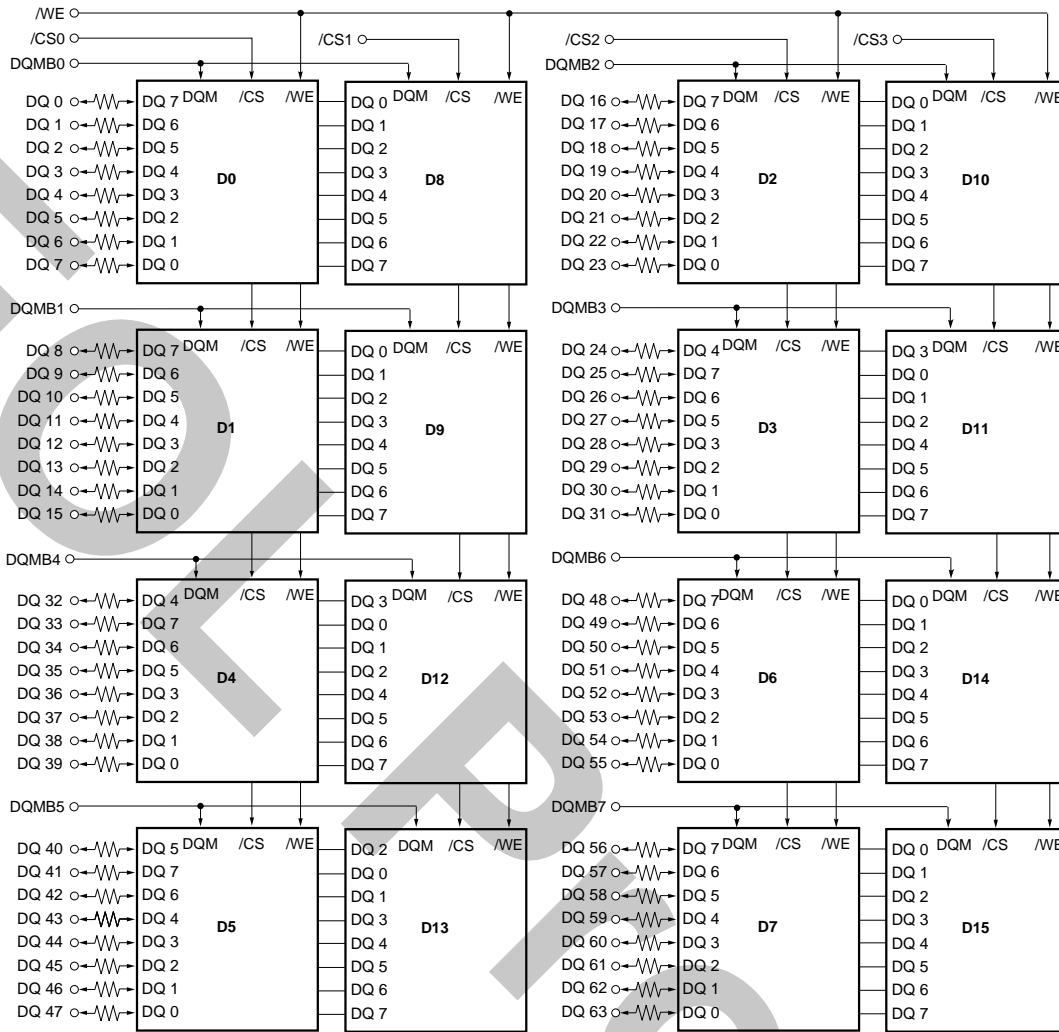 /WE
/CS0 /CS1 /CS2 /CS3
DQMB0 DQMB2
DQM /CS /WE DQM /CS /WE DQM /CS /WE DQM /CS /WE
DQ 0 DQ 7 DQ 0 DQ 16 DQ 7 DQ 0
DQ 1 DQ 6 DQ 1 DQ 17 DQ 6 DQ 1
DQ 2 DQ 5 DQ 2 DQ 18 DQ 5 DQ 2
DQ 3 DQ 4 D0 DQ 3 D8 DQ 19 DQ 4 D2 DQ 3 D10
DQ 4 DQ 3 DQ 4 DQ 20 DQ 3 DQ 4
DQ 5 DQ 2 DQ 5 DQ 21 DQ 2 DQ 5
DQ 6 DQ 1 DQ 6 DQ 22 DQ 1 DQ 6
DQ 7 DQ 0 DQ 7 DQ 23 DQ 0 DQ 7
DQMB1 DQMB3
DQM /CS /WE DQM /CS /WE DQM /CS /WE DQM /CS /WE
DQ 8 DQ 7 DQ 0 DQ 24 DQ 4 DQ 3
DQ 9 DQ 6 DQ 1 DQ 25 DQ 7 DQ 0
DQ 10 DQ 5 DQ 2 DQ 26 DQ 6 DQ 1
DQ 11 DQ 4 D1 DQ 3 D9 DQ 27 DQ 5 D3 DQ 2 D11
DQ 12 DQ 3 DQ 4 DQ 28 DQ 3 DQ 4
DQ 13 DQ 2 DQ 5 DQ 29 DQ 2 DQ 5
DQ 14 DQ 1 DQ 6 DQ 30 DQ 1 DQ 6
DQ 15 DQ 0 DQ 7 DQ 31 DQ 0 DQ 7
DQMB4 DQMB6
DQM /CS /WE DQM /CS /WE DQM /CS /WE DQM /CS /WE
DQ 32 DQ 4 DQ 3 DQ 48 DQ 7 DQ 0
DQ 33 DQ 7 DQ 0 DQ 49 DQ 6 DQ 1
DQ 34 DQ 6 DQ 1 DQ 50 DQ 5 DQ 2
DQ 35 DQ 5 D4 DQ 2 D12 DQ 51 DQ 4 D6 DQ 3 D14
DQ 36 DQ 3 DQ 4 DQ 52 DQ 3 DQ 4
DQ 37 DQ 2 DQ 5 DQ 53 DQ 2 DQ 5
DQ 38 DQ 1 DQ 6 DQ 54 DQ 1 DQ 6
DQ 39 DQ 0 DQ 7 DQ 55 DQ 0 DQ 7
DQMB5 DQMB7
DQM /CS /WE DQM /CS /WE DQM /CS /WE DQM /CS /WE
DQ 40 DQ 5 DQ 2 DQ 56 DQ 7 DQ 0
DQ 41 DQ 7 DQ 0 DQ 57 DQ 6 DQ 1
DQ 42 DQ 6 DQ 1 DQ 58 DQ 5 DQ 2
DQ 43 DQ 4 D5 DQ 3 D13 DQ 59 DQ 4 D7 DQ 3 D15
DQ 44 DQ 3 DQ 4 DQ 60 DQ 3 DQ 4
DQ 45 DQ 2 DQ 5 DQ 61 DQ 2 DQ 5
DQ 46 DQ 1 DQ 6 DQ 62 DQ 1 DQ 6
DQ 47 DQ 0 DQ 7 DQ 63 DQ 0 DQ 7